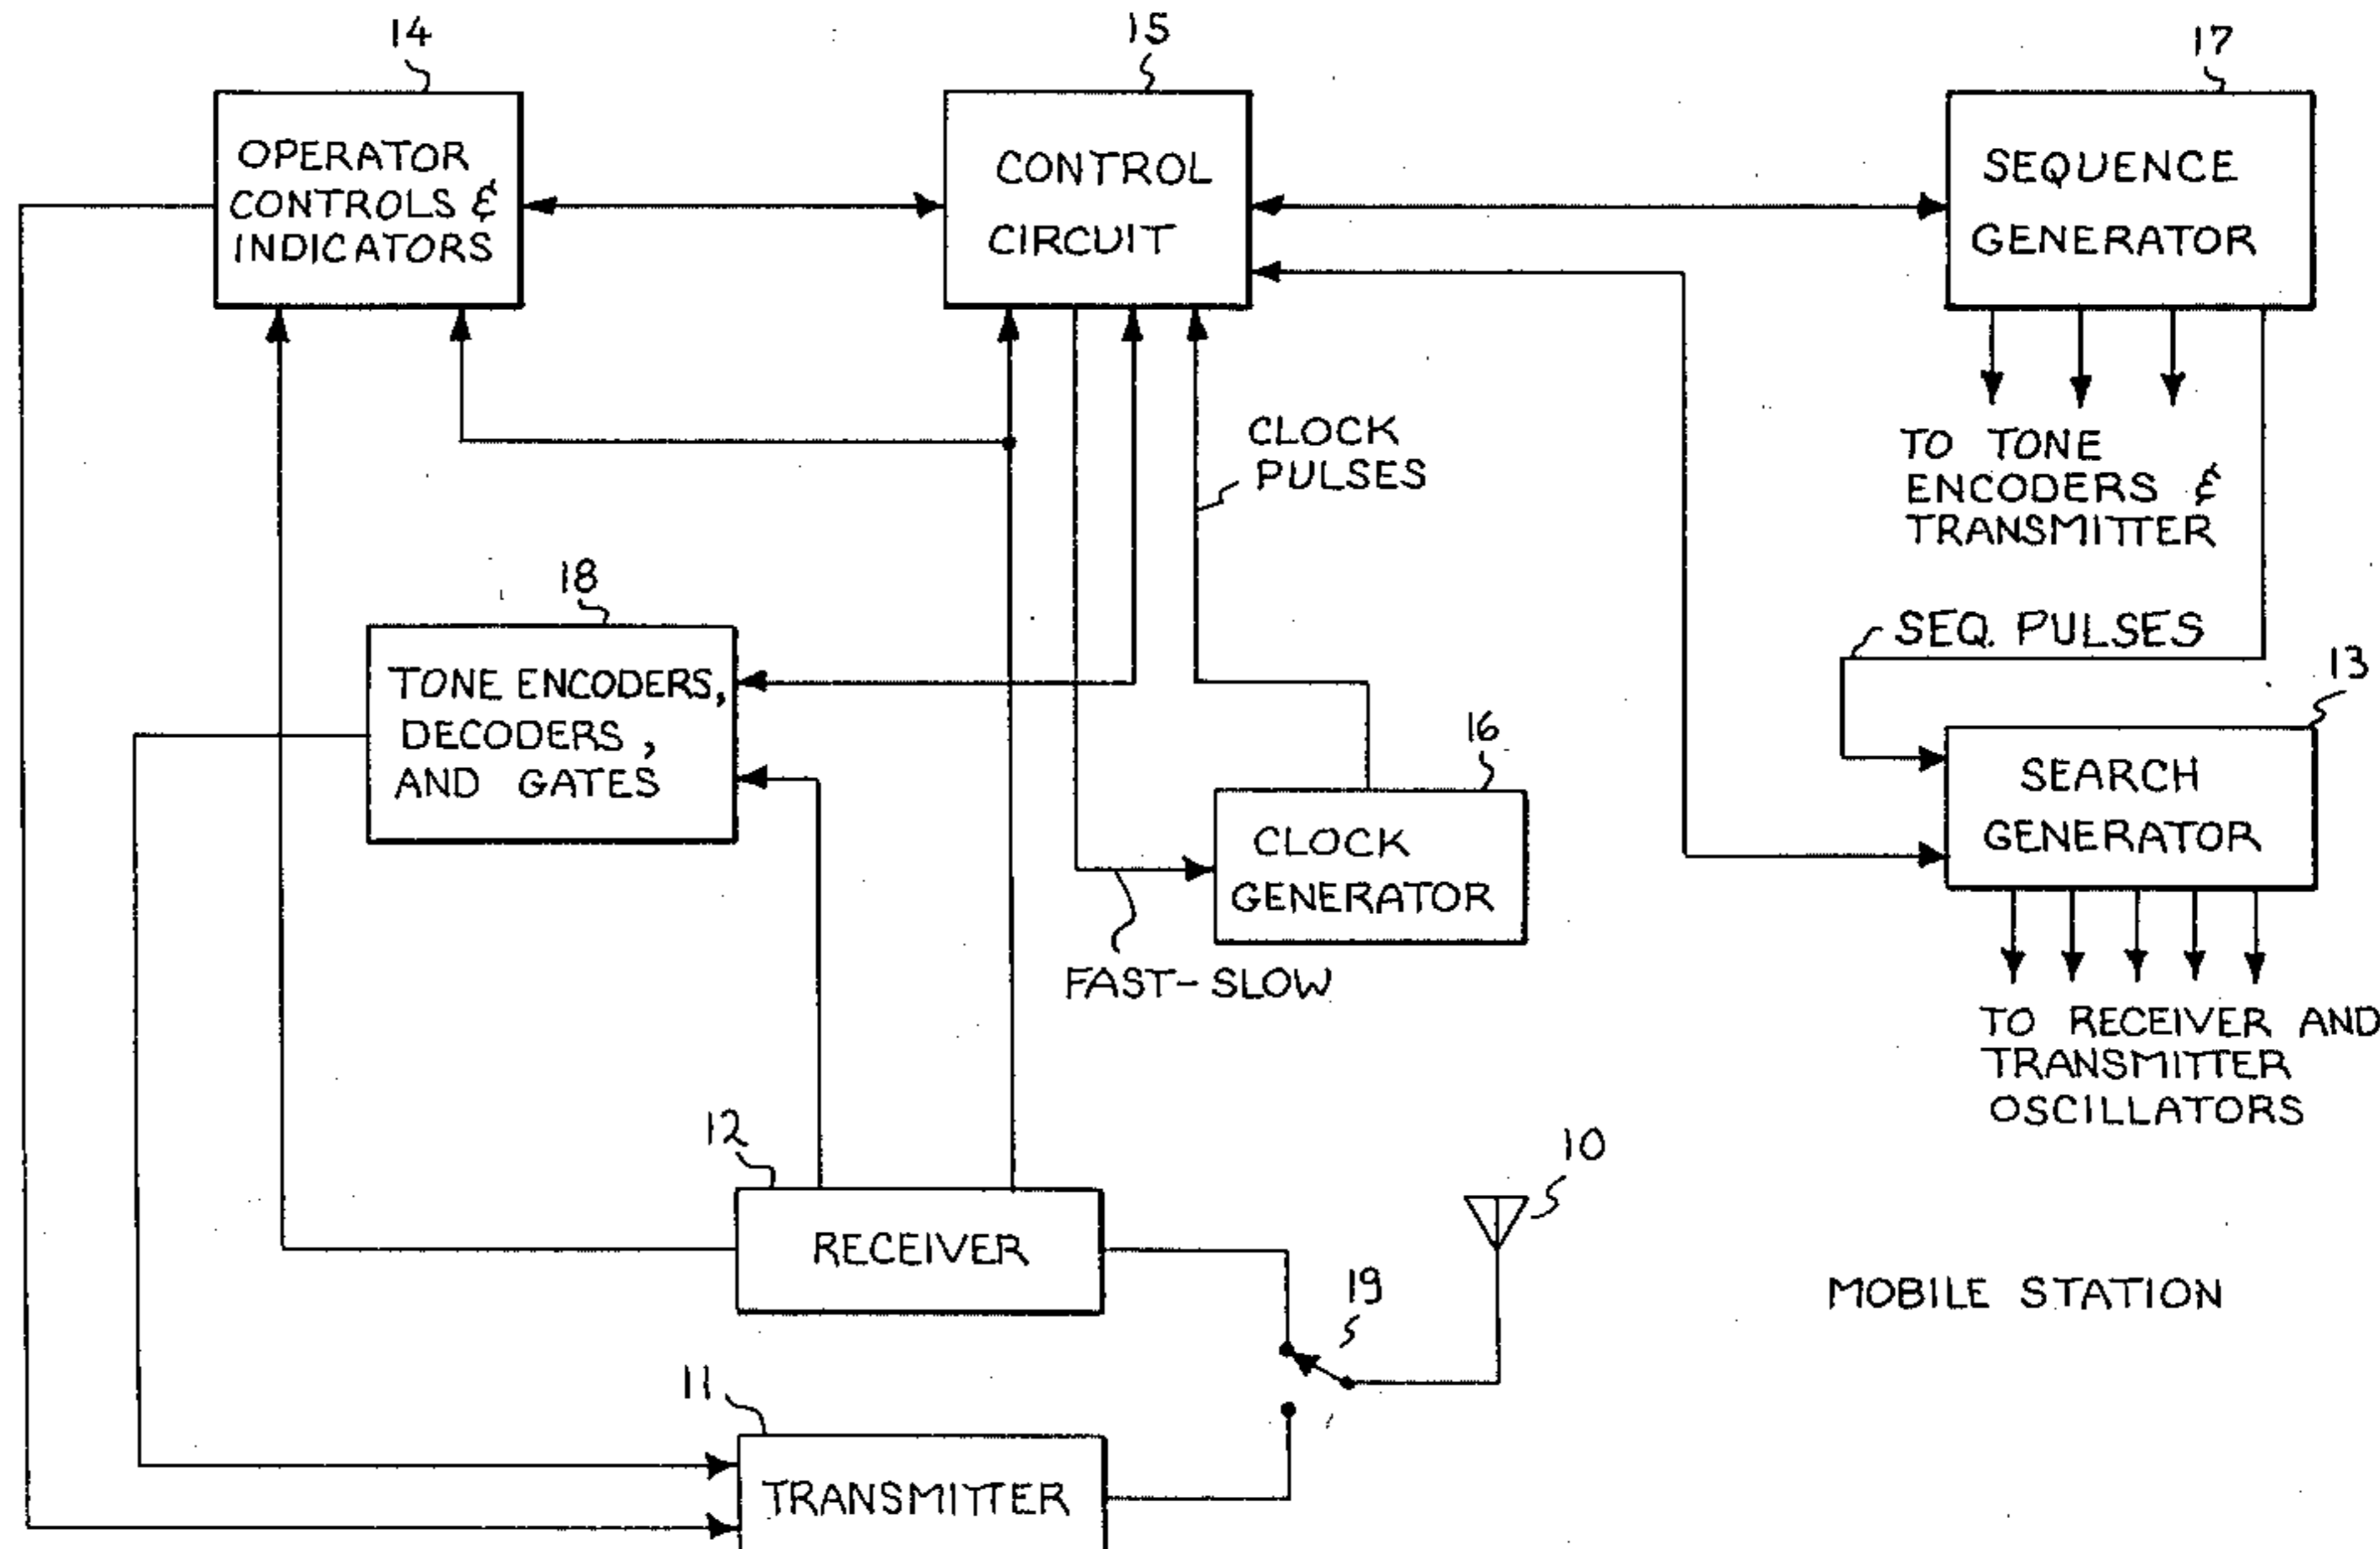 14
15
17
OPERATOR
CONTROLS &
INDICATORS
CONTROL
CIRCUIT
SEQUENCE
GENERATOR
CLOCK
PULSES
TO TONE
ENCODERS &
TRANSMITTER
18
TONE ENCODERS,
DECODERS,
AND GATES
SEQ. PULSES
13
16
CLOCK
GENERATOR
SEARCH
GENERATOR
FAST-SLOW
TO RECEIVER AND
TRANSMITTER
OSCILLATORS
12
RECEIVER
10
19
MOBILE STATION
11
TRANSMITTER